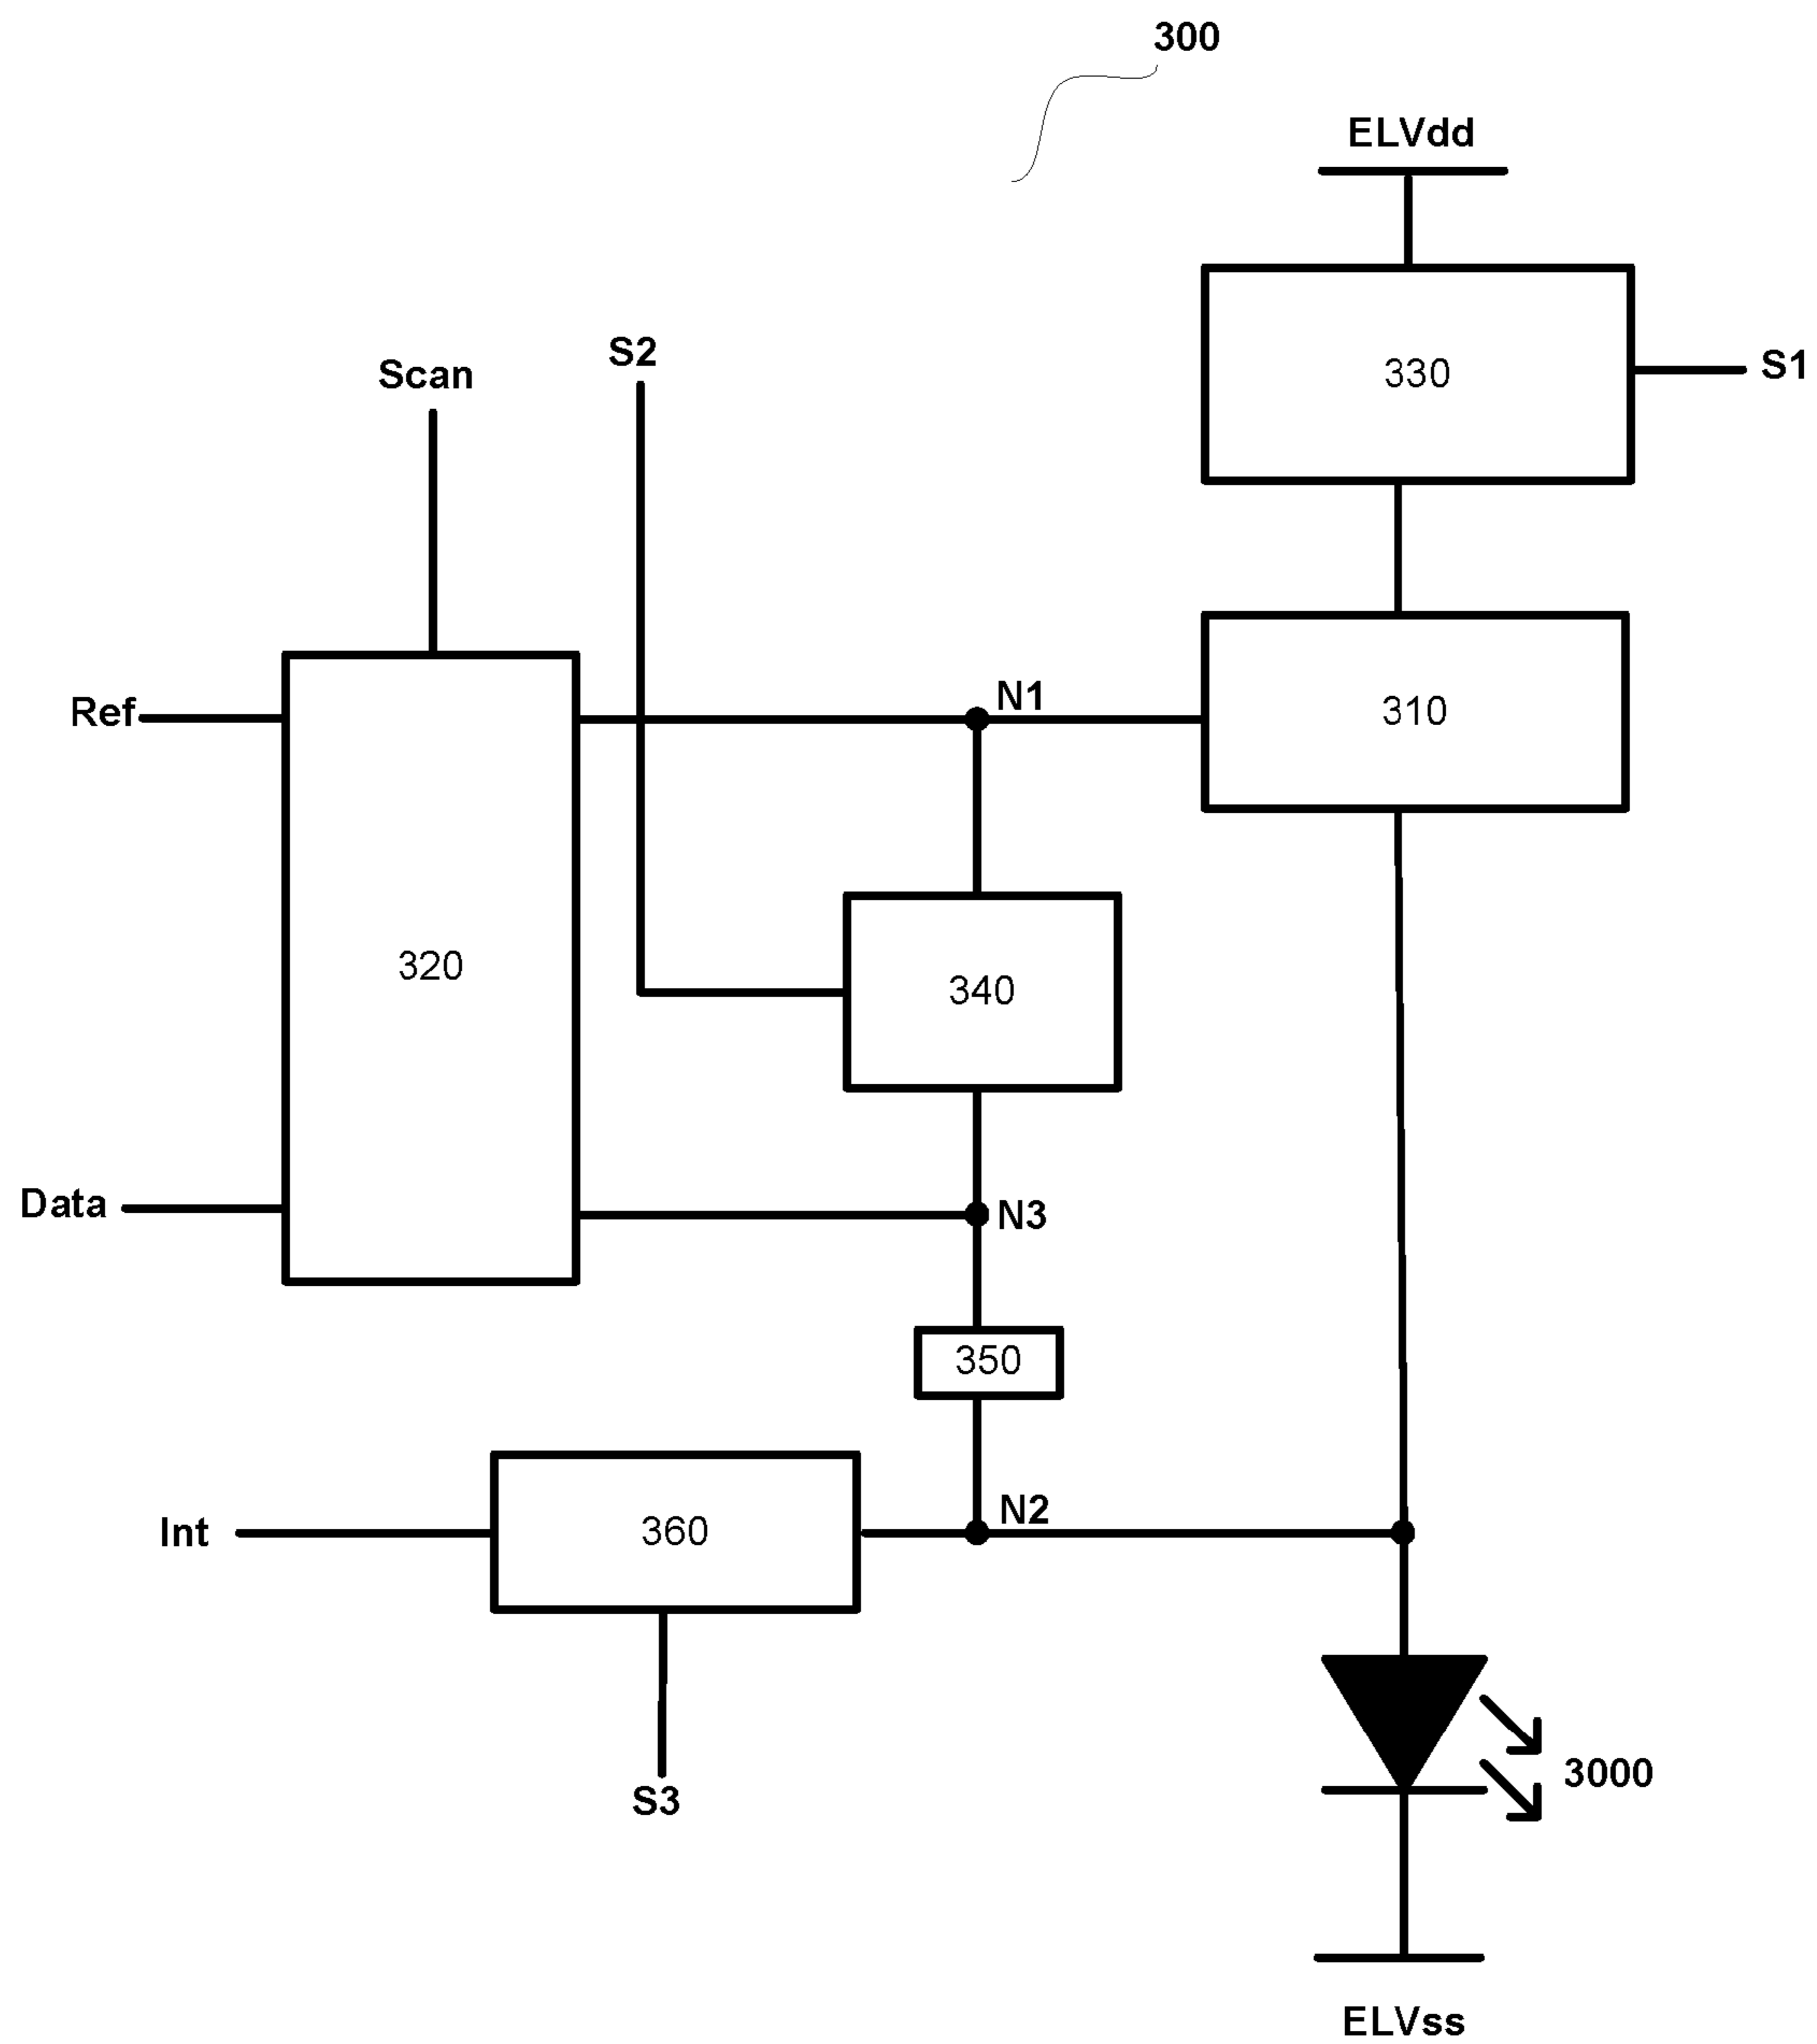 300
ELVdd
S2
Scan
330
S1
Ref
N1
310
320
340
Data
N3
350
Int
360
N2
S3
3000
ELVss